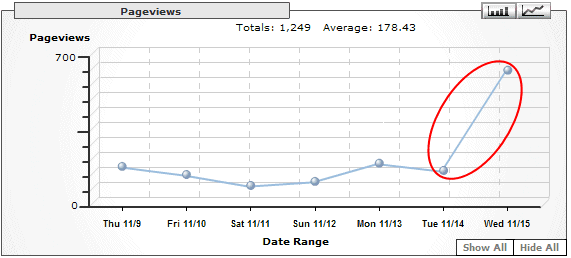 Pageviews
Totals: 1,249 Average: 178.43
Pageviews
700
0
Thu 11/9 Fri 11/10 Sat 11/11 Sun 11/12 Mon 11/13 Tue 11/14 Wed 11/15
Date Range
Show All Hide All